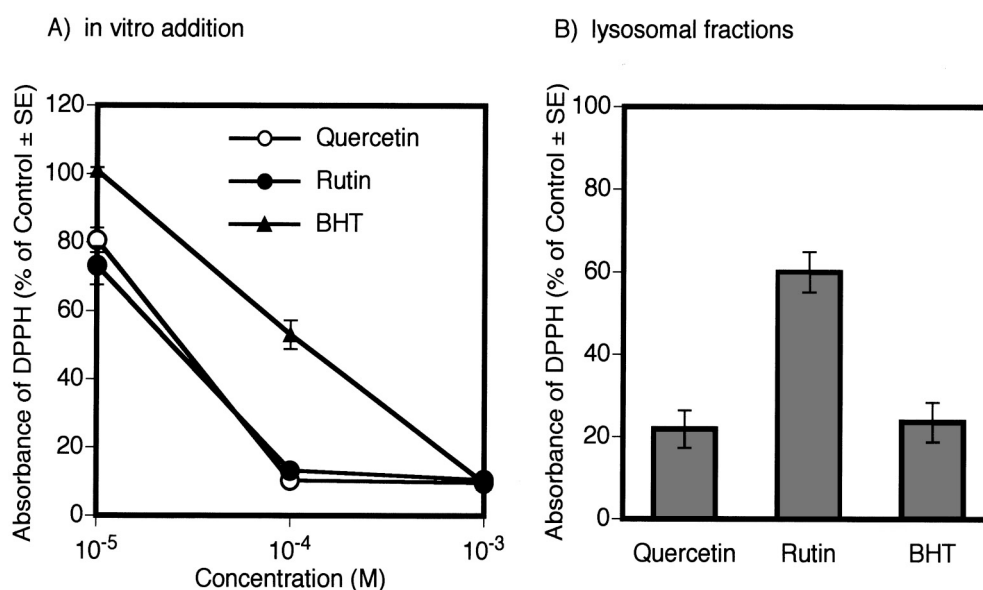 A) in vitro addition
Absorbance of DPPH (% of Control ± SE)
120
100
80
60
40
20
0
Quercetin
Rutin
BHT
10⁻⁵
10⁻⁴
10⁻³
Concentration (M)
B) lysosomal fractions
Absorbance of DPPH (% of Control ± SE)
100
80
60
40
20
0
Quercetin
Rutin
BHT